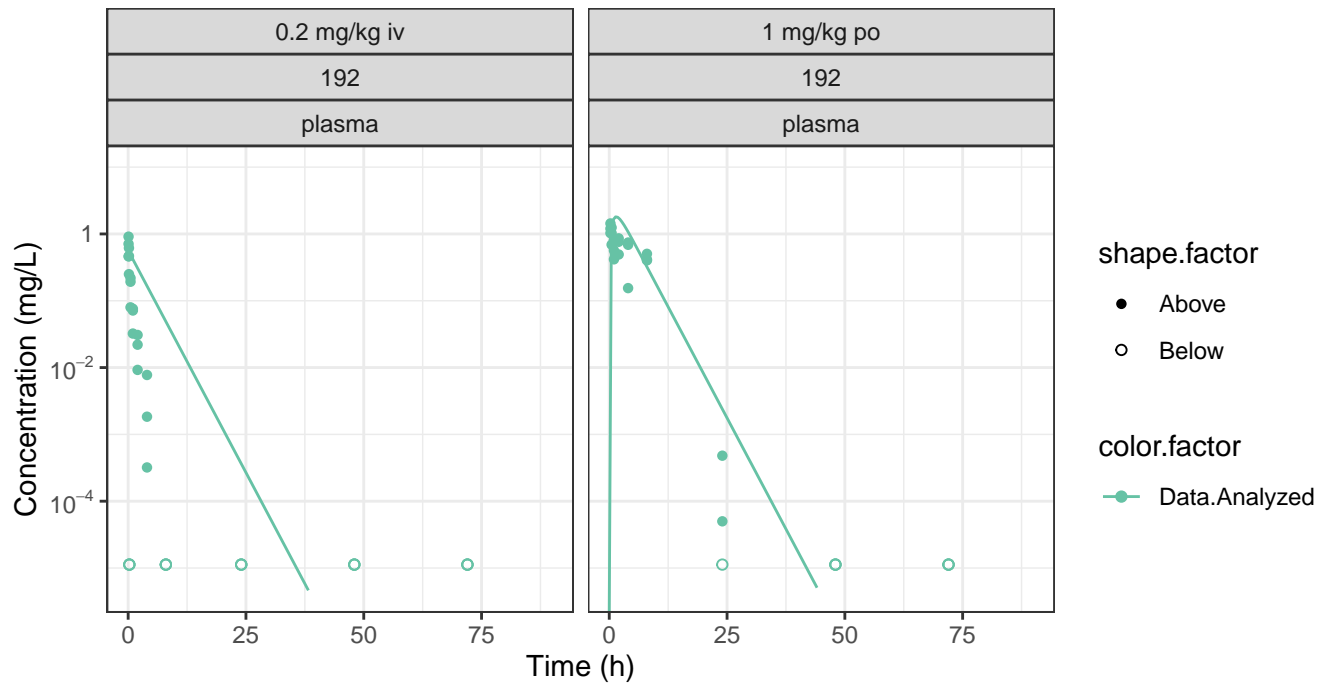 0.2 mg/kg iv
192
plasma
1 mg/kg po
192
plasma
Concentration (mg/L)
1
10−2
10−4
0 25 50 75
0 25 50 75
Time (h)
shape.factor
Above
Below
color.factor
Data.Analyzed